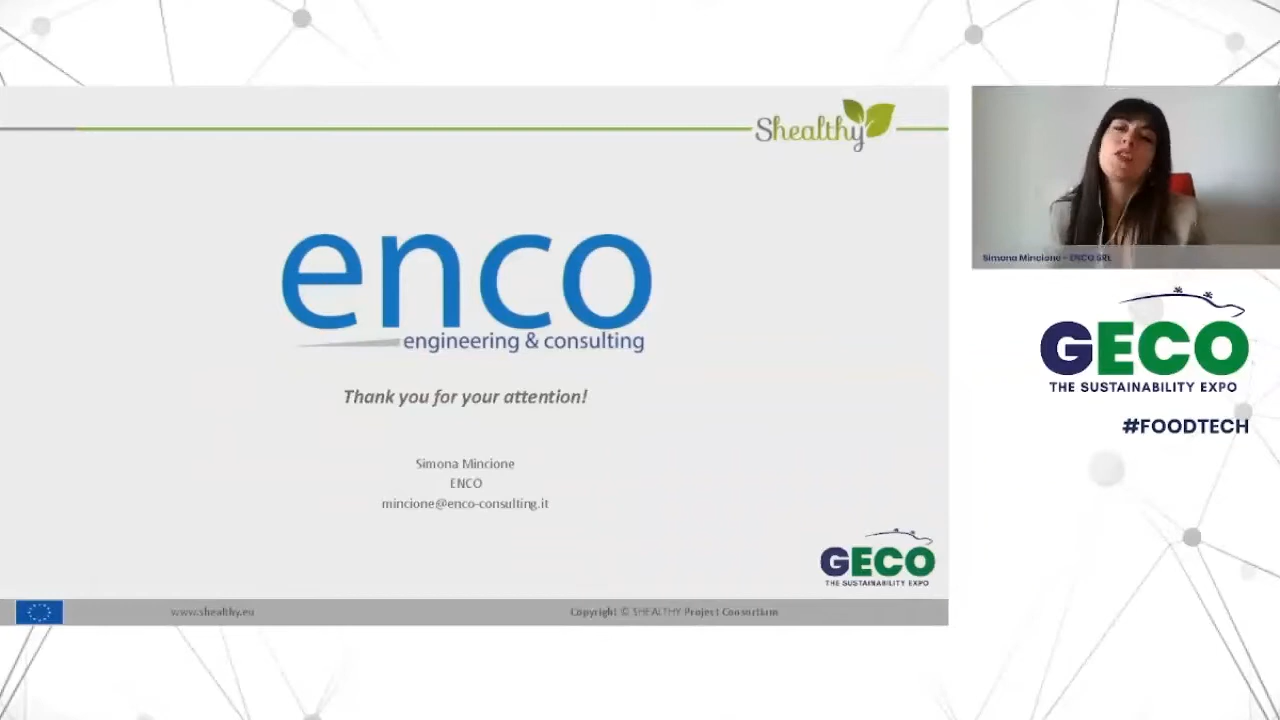 Shealthy
enco
engineering & consulting
Thank you for your attention!
Simona Mincione
ENCO
mincione@enco-consulting.it
GECO
THE SUSTAINABILITY EXPO
www.shealthy.eu
Copyright © SHEALTHY Project Consortium
Simona Mincione - ENCO SRL
GECO
THE SUSTAINABILITY EXPO
#FOODTECH